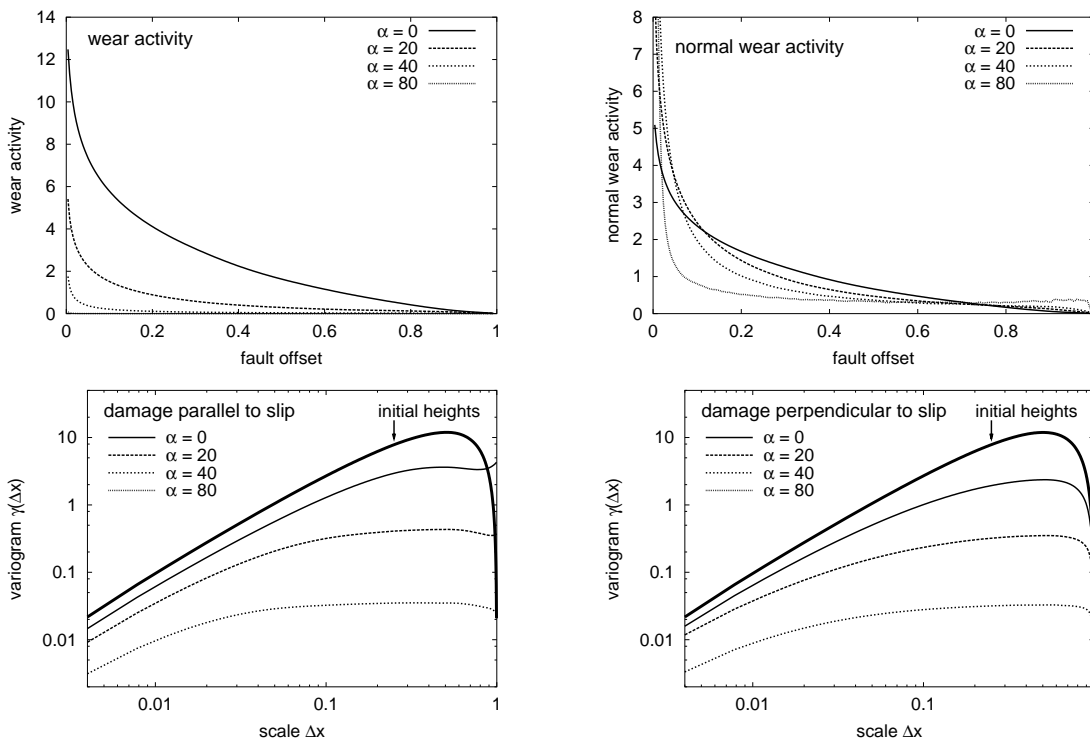 wear activity
α = 0
α = 20
α = 40
α = 80
wear activity
14
12
10
8
6
4
2
0
0 0.2 0.4 0.6 0.8 1
fault offset
normal wear activity
α = 0
α = 20
α = 40
α = 80
normal wear activity
8
7
6
5
4
3
2
1
0
0 0.2 0.4 0.6 0.8
fault offset
damage parallel to slip
initial heights
α = 0
α = 20
α = 40
α = 80
variogram γ(Δx)
10
1
0.1
0.01
0.01 0.1 1
scale Δx
damage perpendicular to slip
initial heights
α = 0
α = 20
α = 40
α = 80
variogram γ(Δx)
10
1
0.1
0.01
0.01 0.1
scale Δx